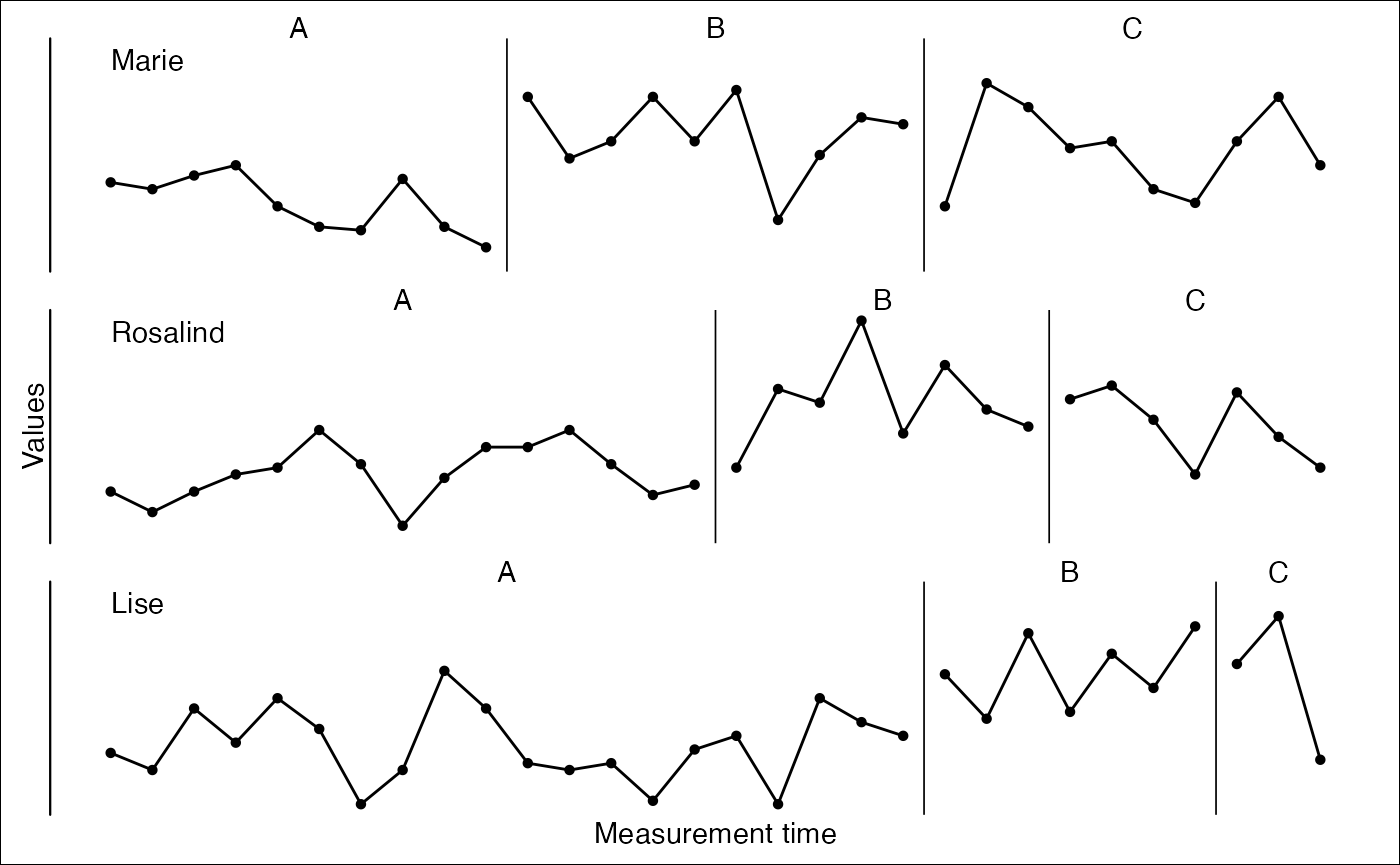 A B C
Marie
A B C
Rosalind
Values
A B C
Lise
Measurement time